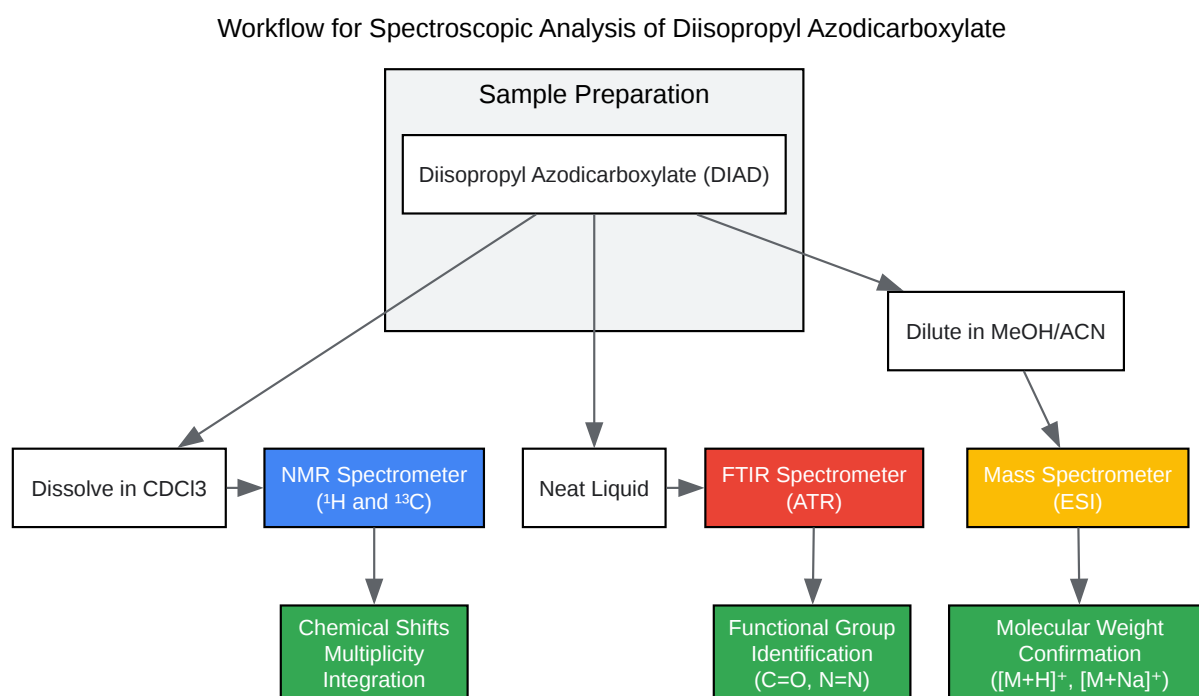 Workflow for Spectroscopic Analysis of Diisopropyl Azodicarboxylate
Sample Preparation
Diisopropyl Azodicarboxylate (DIAD)
Dilute in MeOH/ACN
Dissolve in CDCl3
NMR Spectrometer
(¹H and ¹³C)
Neat Liquid
FTIR Spectrometer
(ATR)
Mass Spectrometer
(ESI)
Chemical Shifts
Multiplicity
Integration
Functional Group
Identification
(C=O, N=N)
Molecular Weight
Confirmation
([M+H]⁺, [M+Na]⁺)